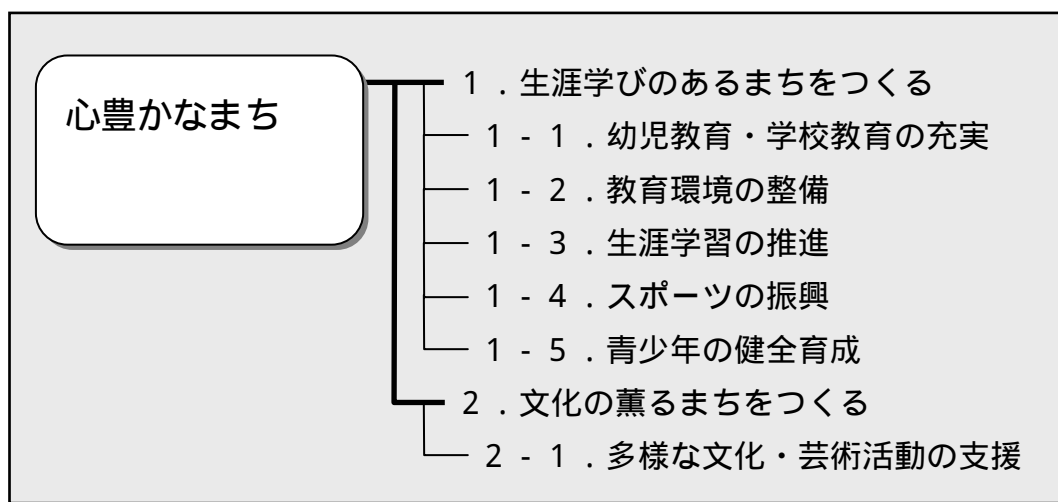 心豊かなまち
1．生涯学びのあるまちをつくる
1-1．幼児教育・学校教育の充実
1-2．教育環境の整備
1-3．生涯学習の推進
1-4．スポーツの振興
1-5．青少年の健全育成
2．文化の薫るまちをつくる
2-1．多様な文化・芸術活動の支援